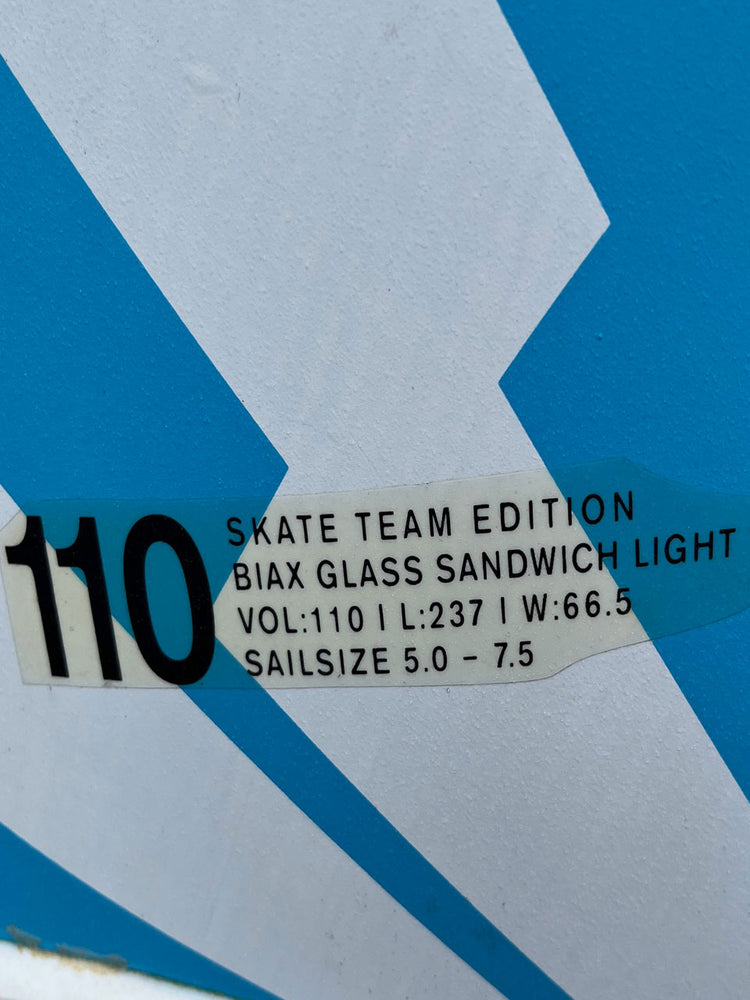 110
SKATE TEAM EDITION
BIAX GLASS SANDWICH LIGHT
VOL:110 | L:237 | W:66.5
SAILSIZE 5.0 - 7.5